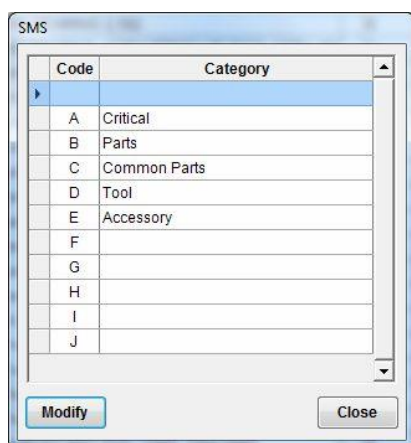 SMS
Code Category
A Critical
B Parts
C Common Parts
D Tool
E Accessory
F
G
H
I
J
Modify Close